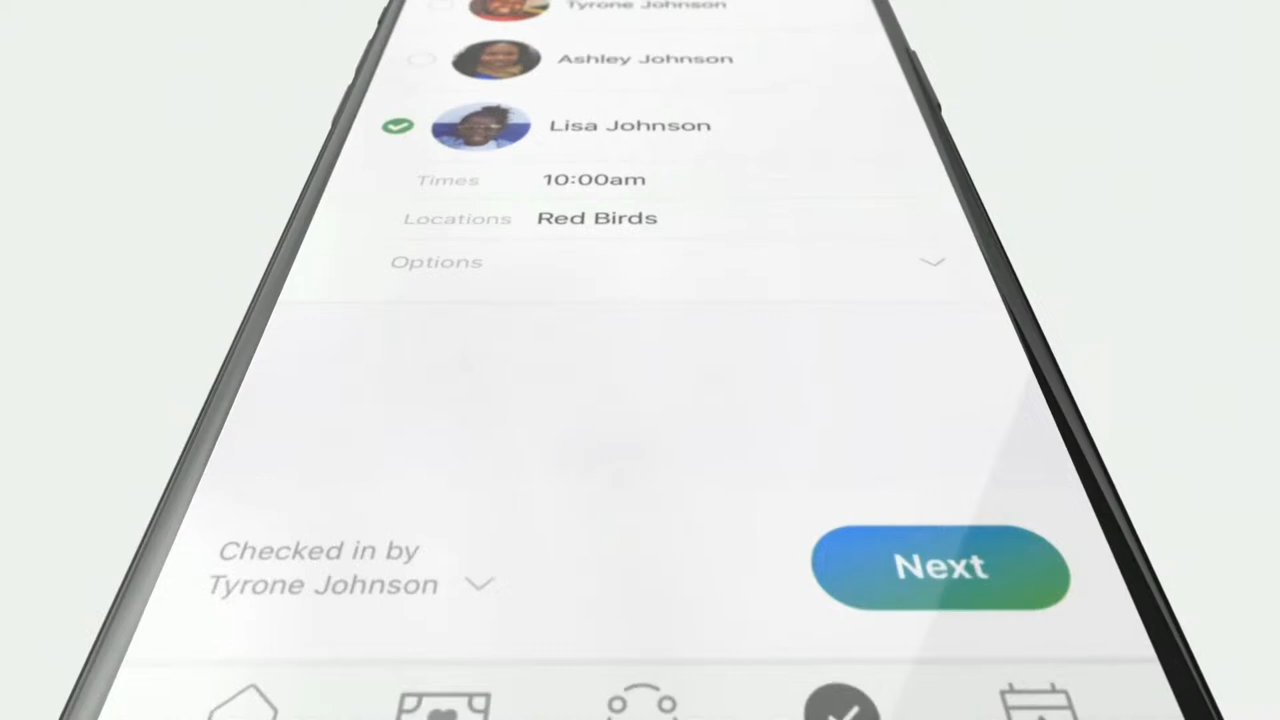 Tyrone Johnson
Ashley Johnson
Lisa Johnson
Times 10:00am
Locations Red Birds
Options
Checked in by
Tyrone Johnson
Next